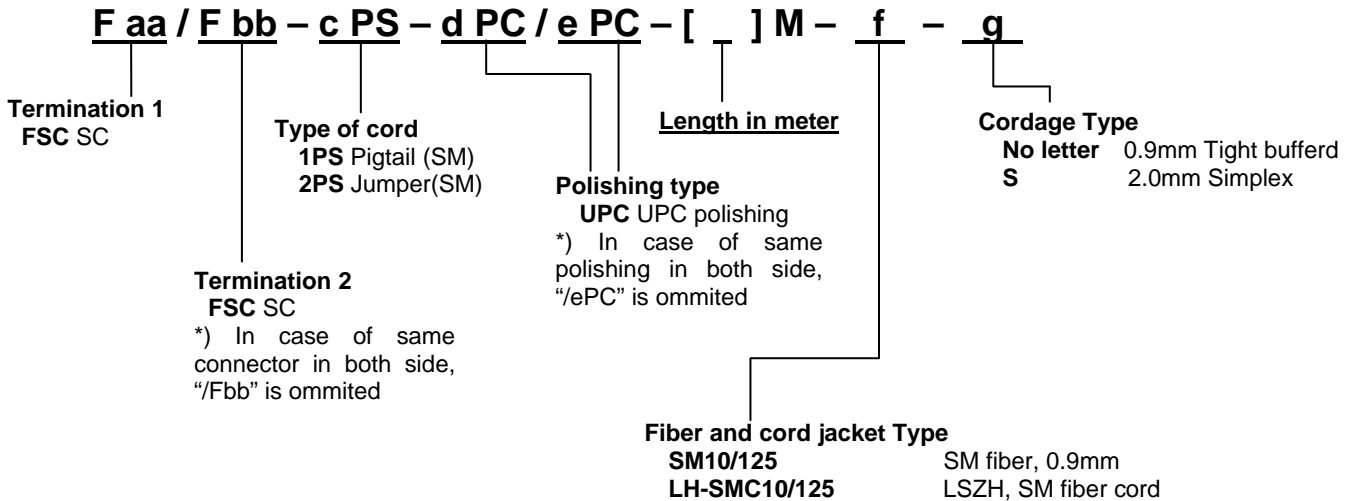 F aa / F bb – c PS – d PC / e PC – [ _ ] M – f – g
Termination 1
FSC SC
Type of cord
1PS Pigtail (SM)
2PS Jumper(SM)
Length in meter
Cordage Type
No letter 0.9mm Tight bufferd
S 2.0mm Simplex
Polishing type
UPC UPC polishing
*) In case of same
polishing in both side,
“/ePC” is ommited
Termination 2
FSC SC
*) In case of same
connector in both side,
“/Fbb” is ommited
Fiber and cord jacket Type
SM10/125 SM fiber, 0.9mm
LH-SMC10/125 LSZH, SM fiber cord